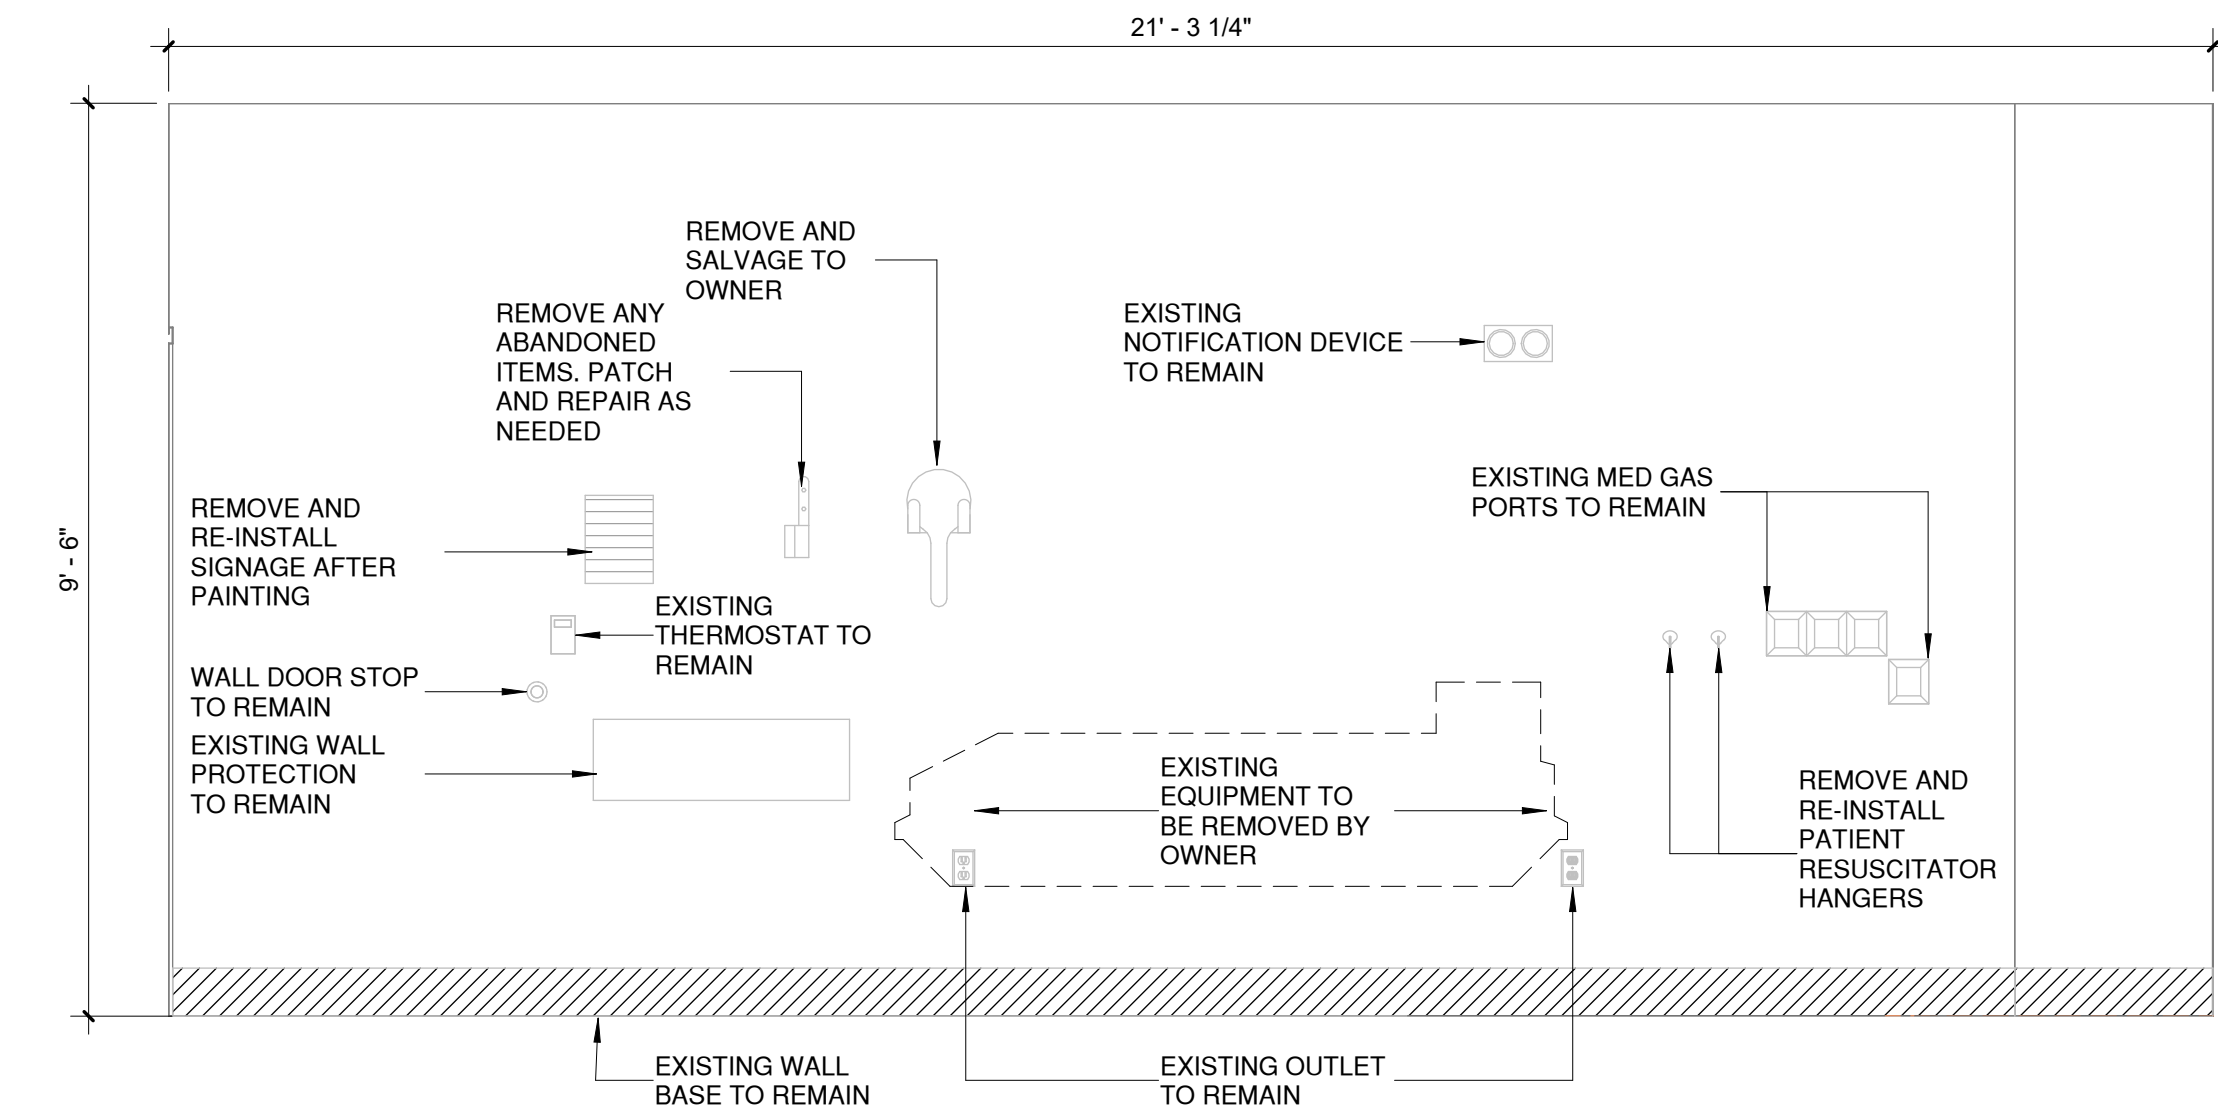 21' - 3 1/4"
9' - 6"
REMOVE AND
SALVAGE TO
OWNER
REMOVE ANY
ABANDONED
ITEMS. PATCH
AND REPAIR AS
NEEDED
EXISTING
NOTIFICATION DEVICE
TO REMAIN
EXISTING MED GAS
PORTS TO REMAIN
REMOVE AND
RE-INSTALL
SIGNAGE AFTER
PAINTING
EXISTING
THERMOSTAT TO
REMAIN
WALL DOOR STOP
TO REMAIN
EXISTING WALL
PROTECTION
TO REMAIN
EXISTING
EQUIPMENT TO
BE REMOVED BY
OWNER
REMOVE AND
RE-INSTALL
PATIENT
RESUSCITATOR
HANGERS
EXISTING WALL
BASE TO REMAIN
EXISTING OUTLET
TO REMAIN